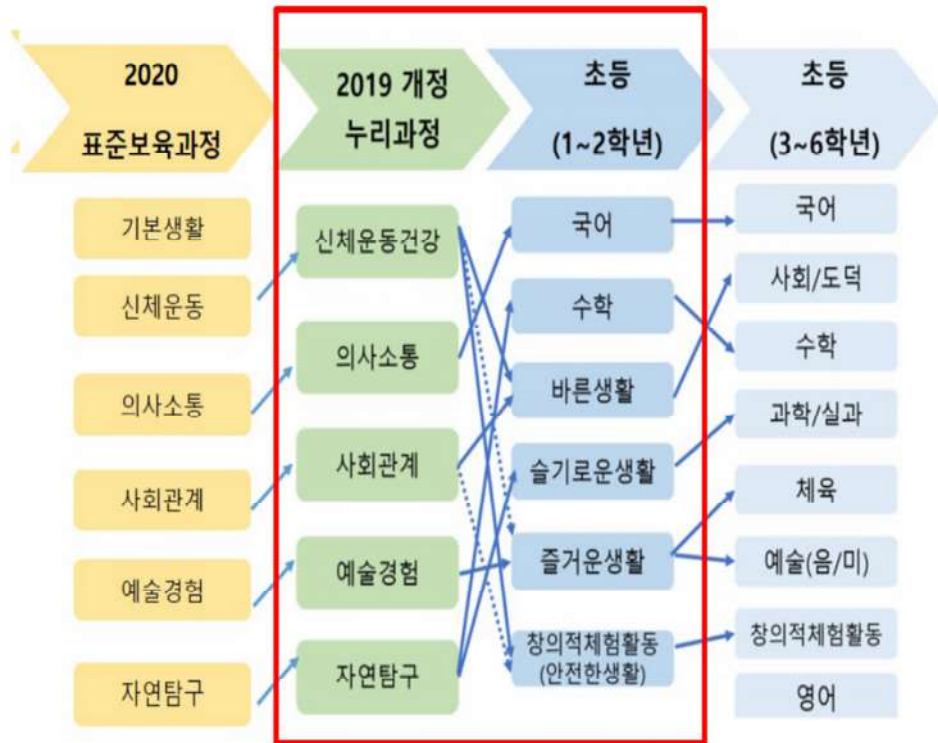 2020
표준보육과정
2019 개정
누리과정
초등
(1~2학년)
초등
(3~6학년)
기본생활
신체운동
의사소통
사회관계
예술경험
자연탐구
신체운동건강
의사소통
사회관계
예술경험
자연탐구
국어
수학
바른생활
슬기로운생활
즐거운생활
창의적체험활동
(안전한생활)
국어
사회/도덕
수학
과학/실과
체육
예술(음/미)
창의적체험활동
영어